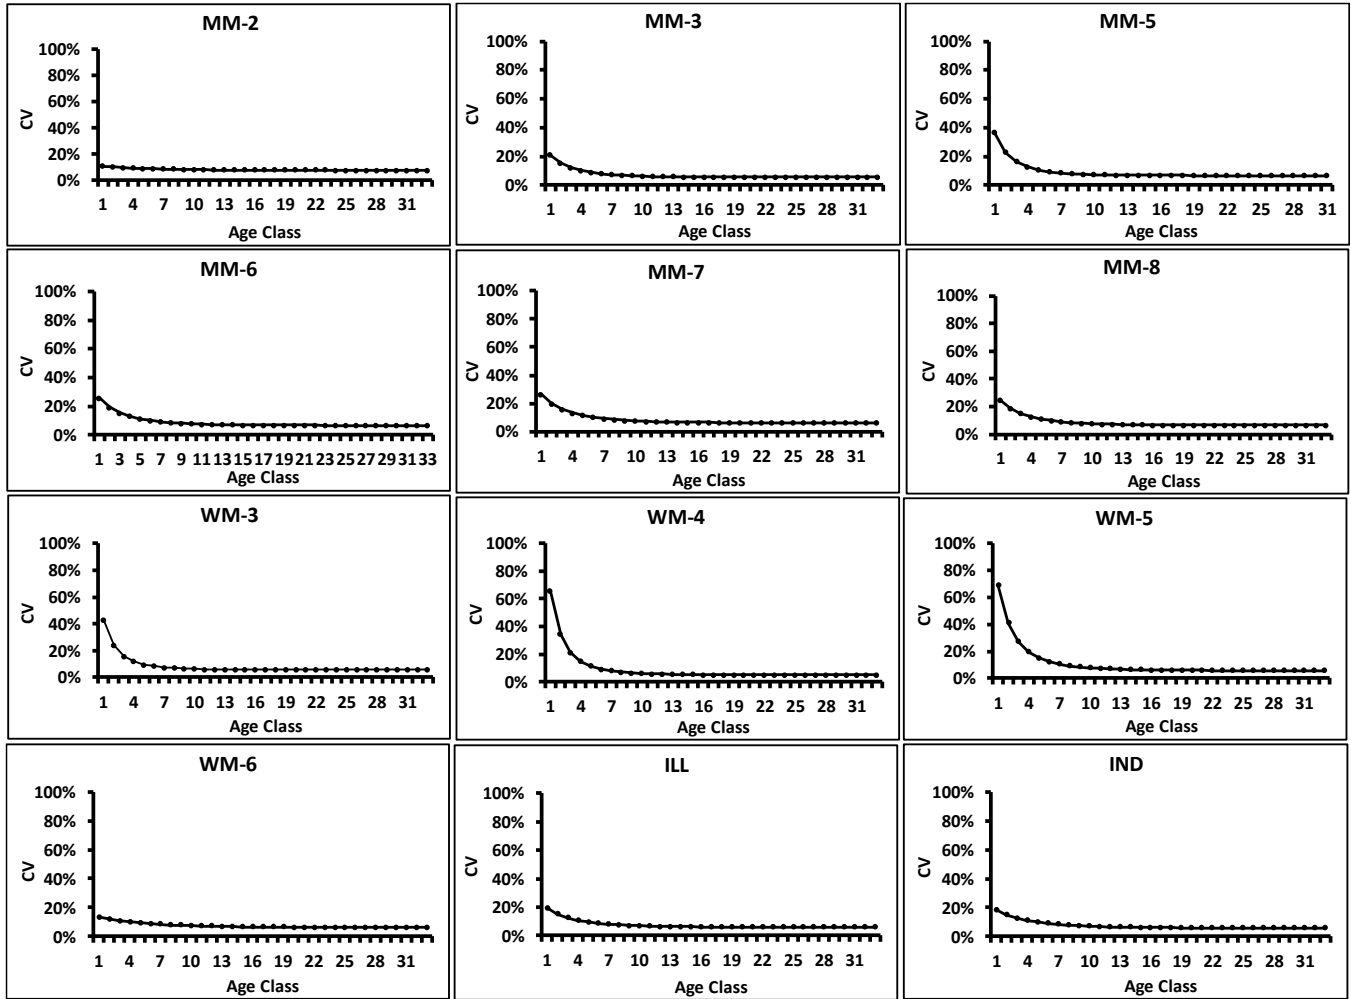 MM-2
100%
80%
60%
40%
20%
0%
CV
1 4 7 10 13 16 19 22 25 28 31
Age Class
MM-3
100%
80%
60%
40%
20%
0%
CV
1 4 7 10 13 16 19 22 25 28 31
Age Class
MM-5
100%
80%
60%
40%
20%
0%
CV
1 4 7 10 13 16 19 22 25 28 31
Age Class
MM-6
100%
80%
60%
40%
20%
0%
CV
1 3 5 7 9 11 13 15 17 19 21 23 25 27 29 31 33
Age Class
MM-7
100%
80%
60%
40%
20%
0%
CV
1 4 7 10 13 16 19 22 25 28 31
Age Class
MM-8
100%
80%
60%
40%
20%
0%
CV
1 4 7 10 13 16 19 22 25 28 31
Age Class
WM-3
100%
80%
60%
40%
20%
0%
CV
1 4 7 10 13 16 19 22 25 28 31
Age Class
WM-4
100%
80%
60%
40%
20%
0%
CV
1 4 7 10 13 16 19 22 25 28 31
Age Class
WM-5
100%
80%
60%
40%
20%
0%
CV
1 4 7 10 13 16 19 22 25 28 31
Age Class
WM-6
100%
80%
60%
40%
20%
0%
CV
1 4 7 10 13 16 19 22 25 28 31
Age Class
ILL
100%
80%
60%
40%
20%
0%
CV
1 4 7 10 13 16 19 22 25 28 31
Age Class
IND
100%
80%
60%
40%
20%
0%
CV
1 4 7 10 13 16 19 22 25 28 31
Age Class